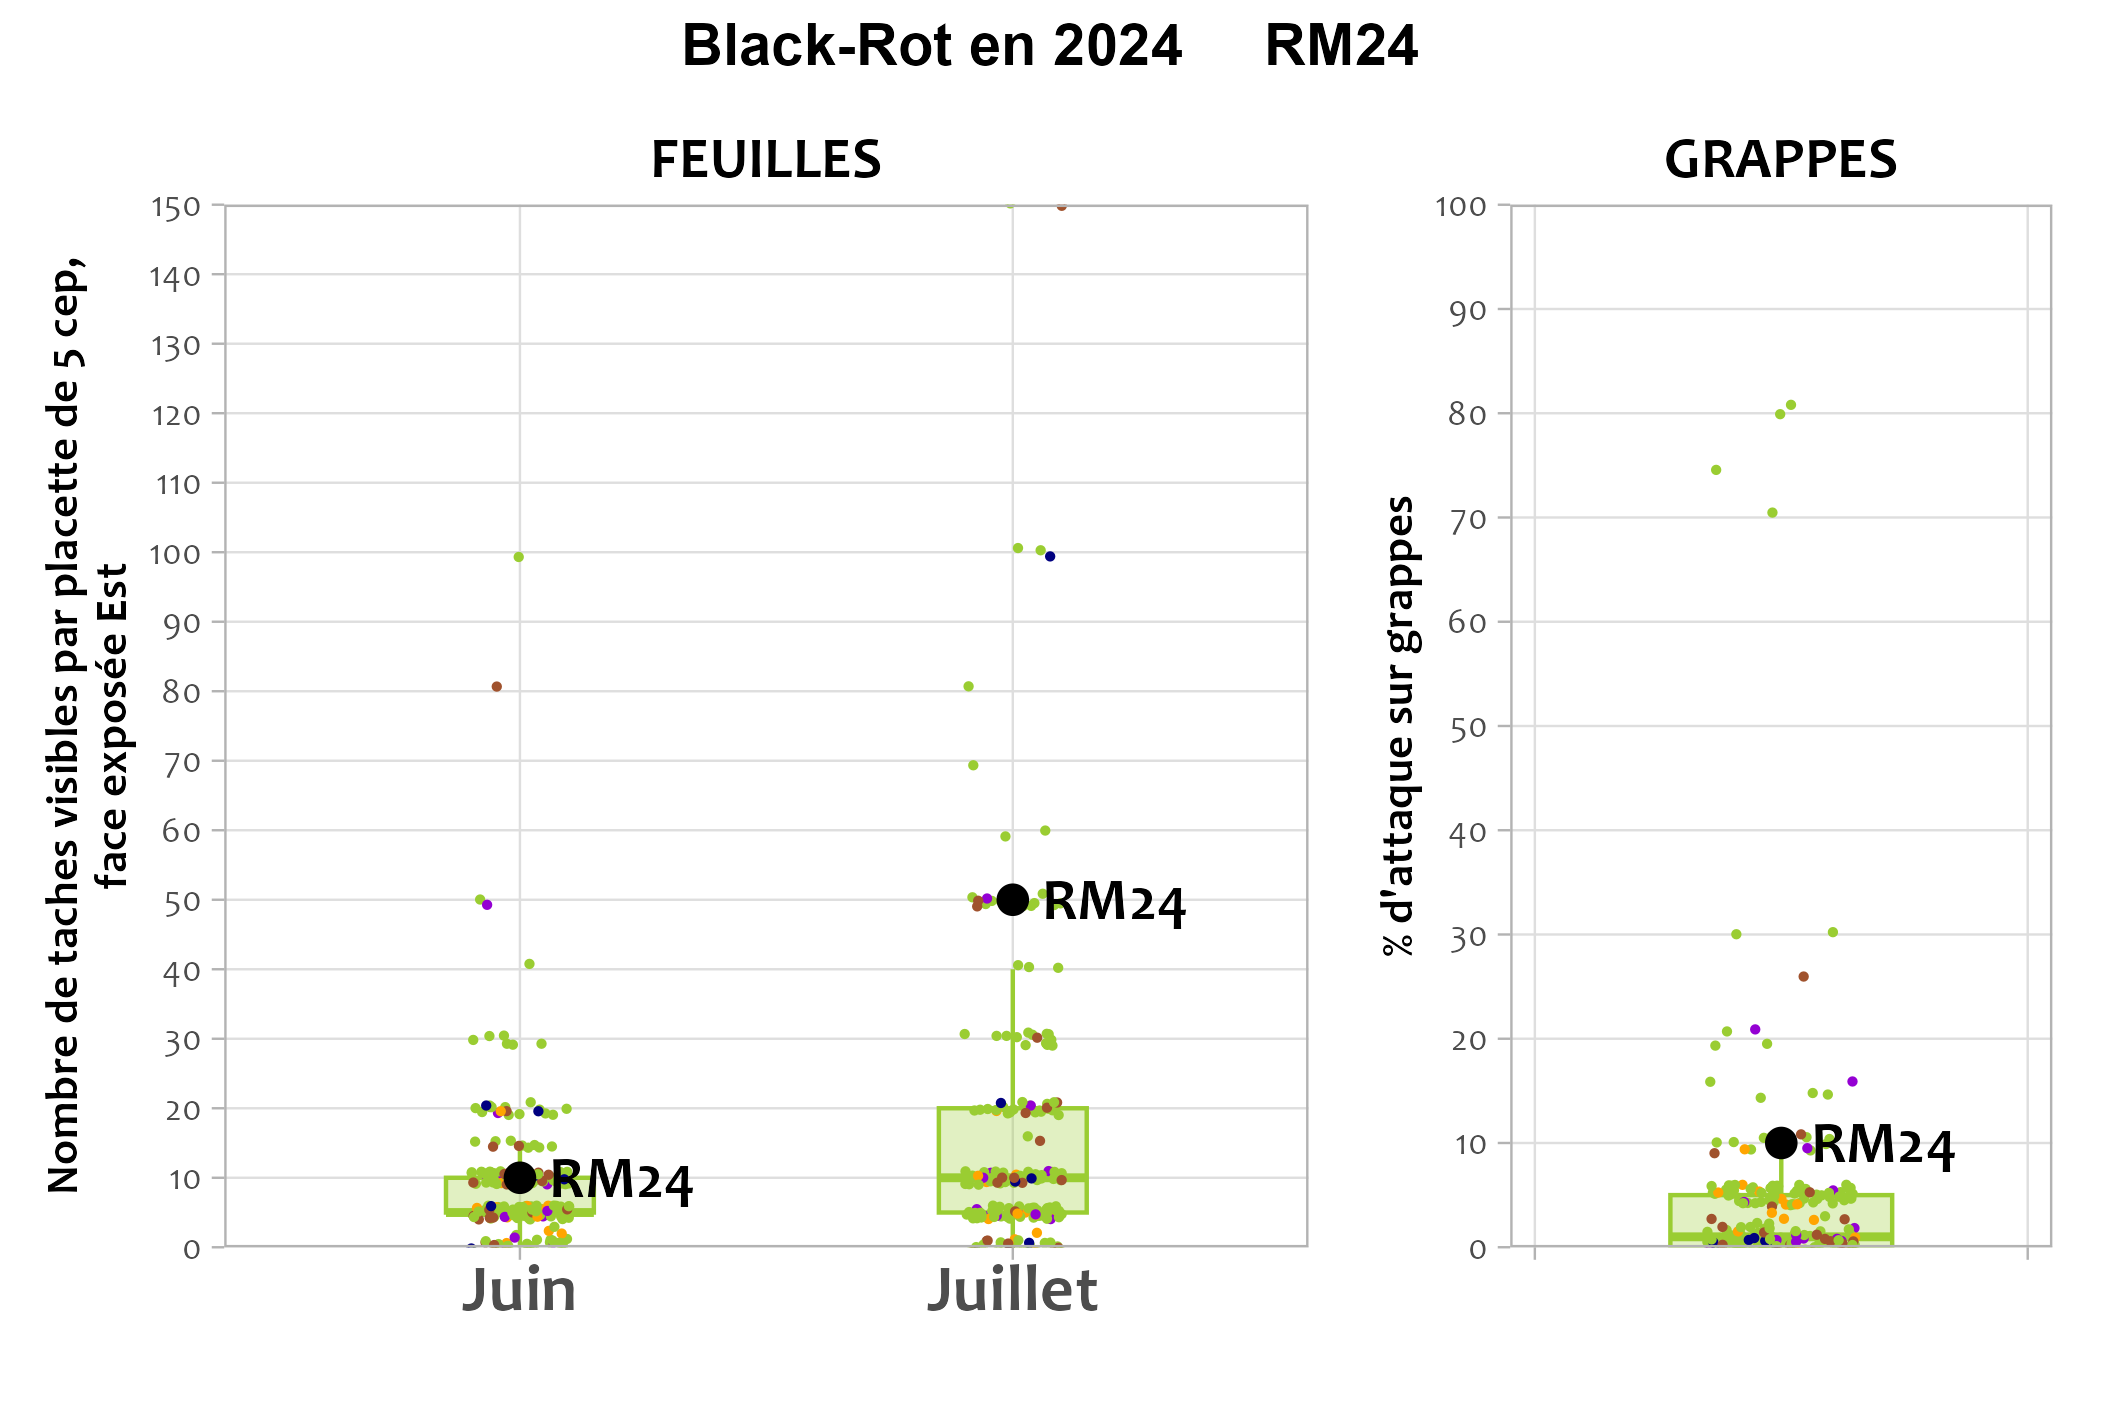 Black-Rot en 2024 RM24
FEUILLES
GRAPPES
Nombre de taches visibles par placette de 5 cep,
face exposée Est
150
140
130
120
110
100
90
80
70
60
50
40
30
20
10
0
RM24
RM24
Juin
Juillet
% d'attaque sur grappes
100
90
80
70
60
50
40
30
20
10
0
RM24